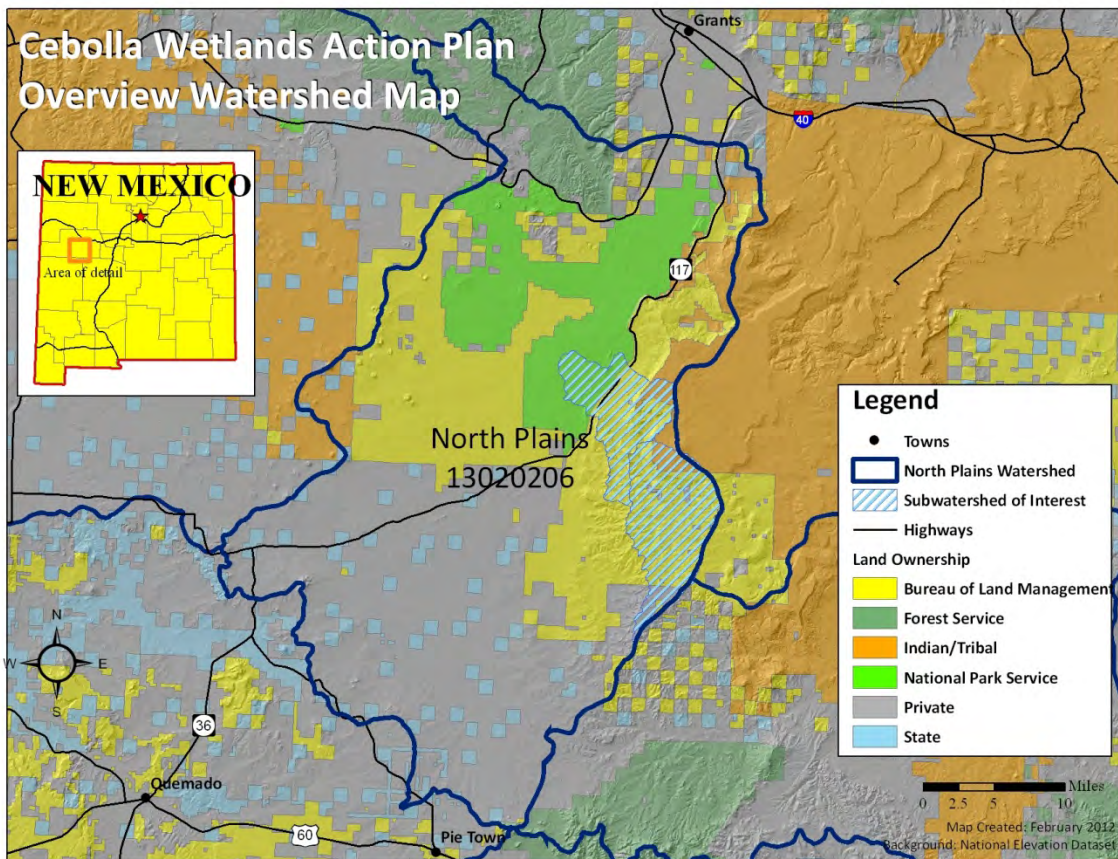 Cebolla Wetlands Action Plan
Overview Watershed Map
Grants
40
NEW MEXICO
Area of detail
117
North Plains
13020206
Legend
Towns
North Plains Watershed
Subwatershed of Interest
Highways
Land Ownership
Bureau of Land Management
Forest Service
Indian/Tribal
National Park Service
Private
State
N
W E
S
36
Quemado
60
Pie Town
Miles
0 2.5 5 10
Map Created: February 2012
Background: National Elevation Dataset